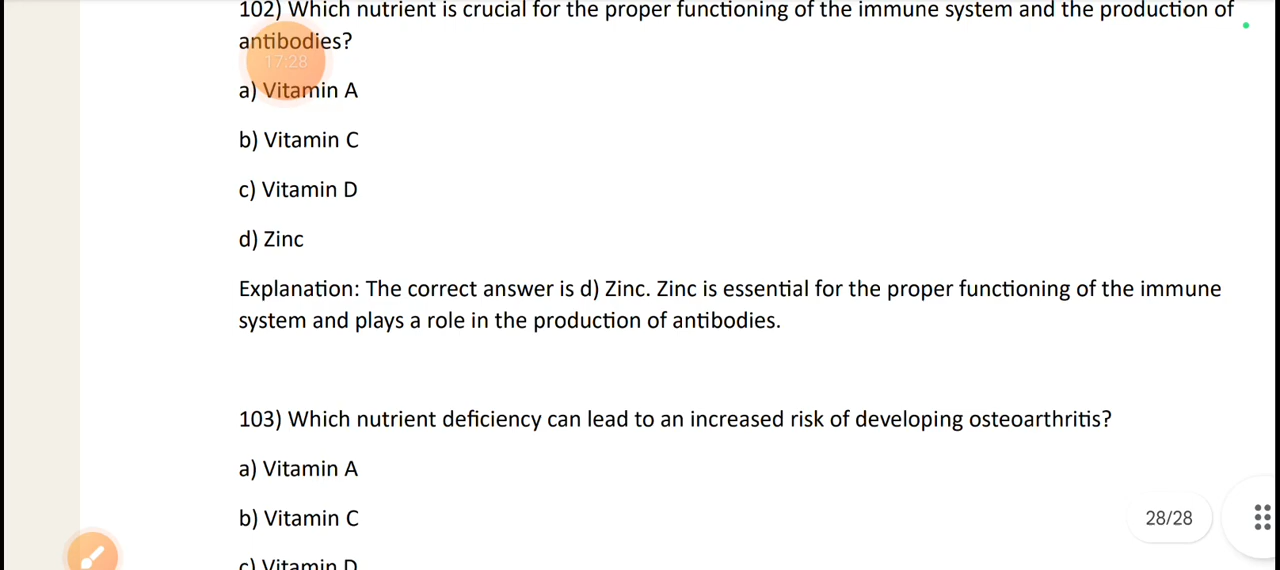 102) Which nutrient is crucial for the proper functioning of the immune system and the production of
antibodies?
17:28
a) Vitamin A
b) Vitamin C
c) Vitamin D
d) Zinc
Explanation: The correct answer is d) Zinc. Zinc is essential for the proper functioning of the immune
system and plays a role in the production of antibodies.
103) Which nutrient deficiency can lead to an increased risk of developing osteoarthritis?
a) Vitamin A
b) Vitamin C
28/28
c) Vitamin D